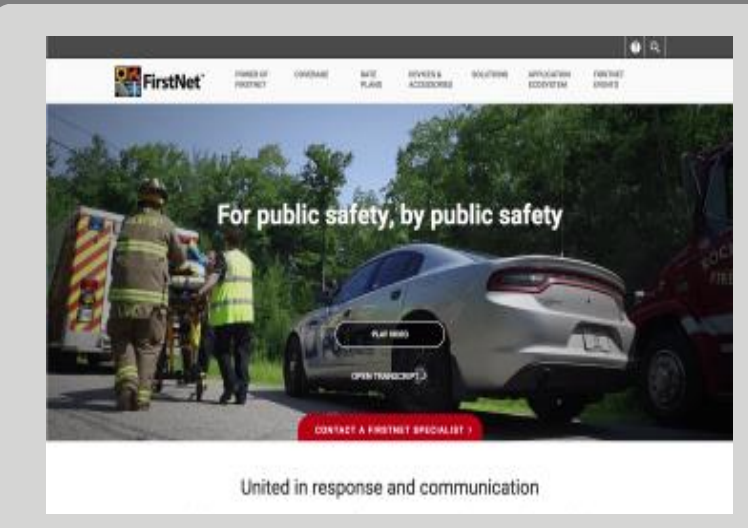 FirstNet
POWER OF
FIRSTNET
COVERAGE
RATE
PLANS
DEVICES &
ACCESSORIES
SOLUTIONS
APPLICATION
ECOSYSTEM
FIRSTNET
EVENTS
For public safety, by public safety
PLAY VIDEO
OPEN TRANSCRIPT
CONTACT A FIRSTNET SPECIALIST ›
United in response and communication